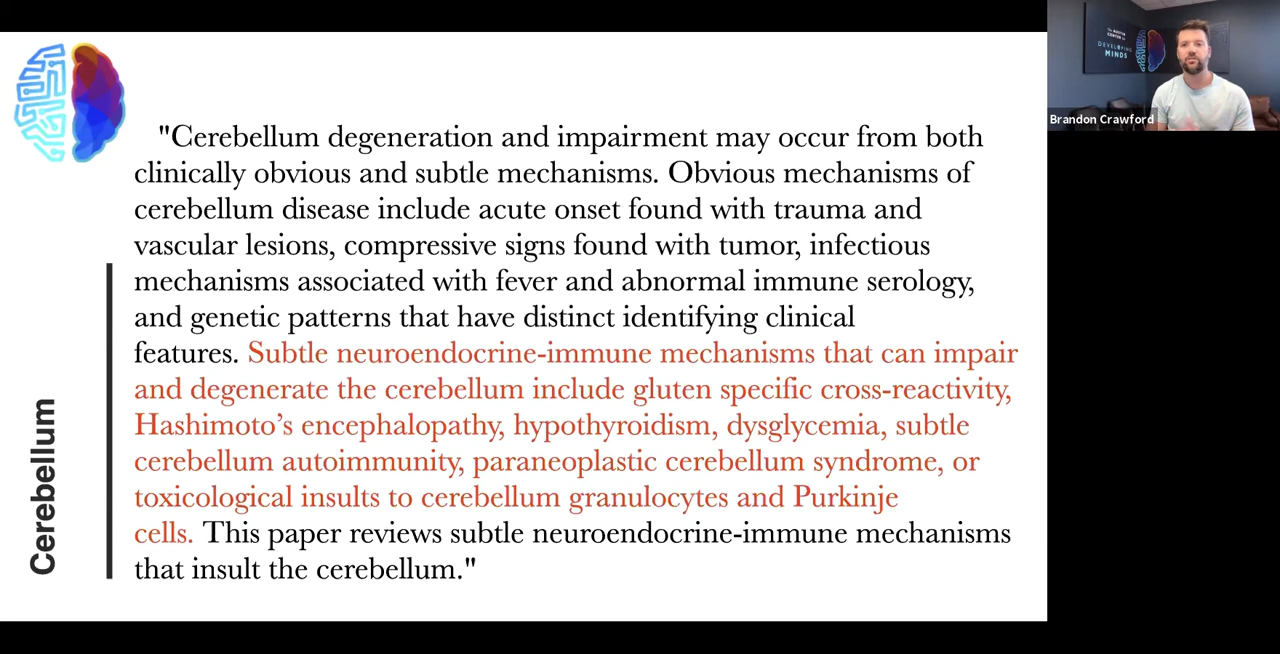 "Cerebellum degeneration and impairment may occur from both
clinically obvious and subtle mechanisms. Obvious mechanisms of
cerebellum disease include acute onset found with trauma and
vascular lesions, compressive signs found with tumor, infectious
mechanisms associated with fever and abnormal immune serology,
and genetic patterns that have distinct identifying clinical
features. Subtle neuroendocrine-immune mechanisms that can impair
and degenerate the cerebellum include gluten specific cross-reactivity,
Hashimoto’s encephalopathy, hypothyroidism, dysglycemia, subtle
cerebellum autoimmunity, paraneoplastic cerebellum syndrome, or
toxicological insults to cerebellum granulocytes and Purkinje
cells. This paper reviews subtle neuroendocrine-immune mechanisms
that insult the cerebellum."
Cerebellum
DEVELOPING
MINDS
Brandon Crawford